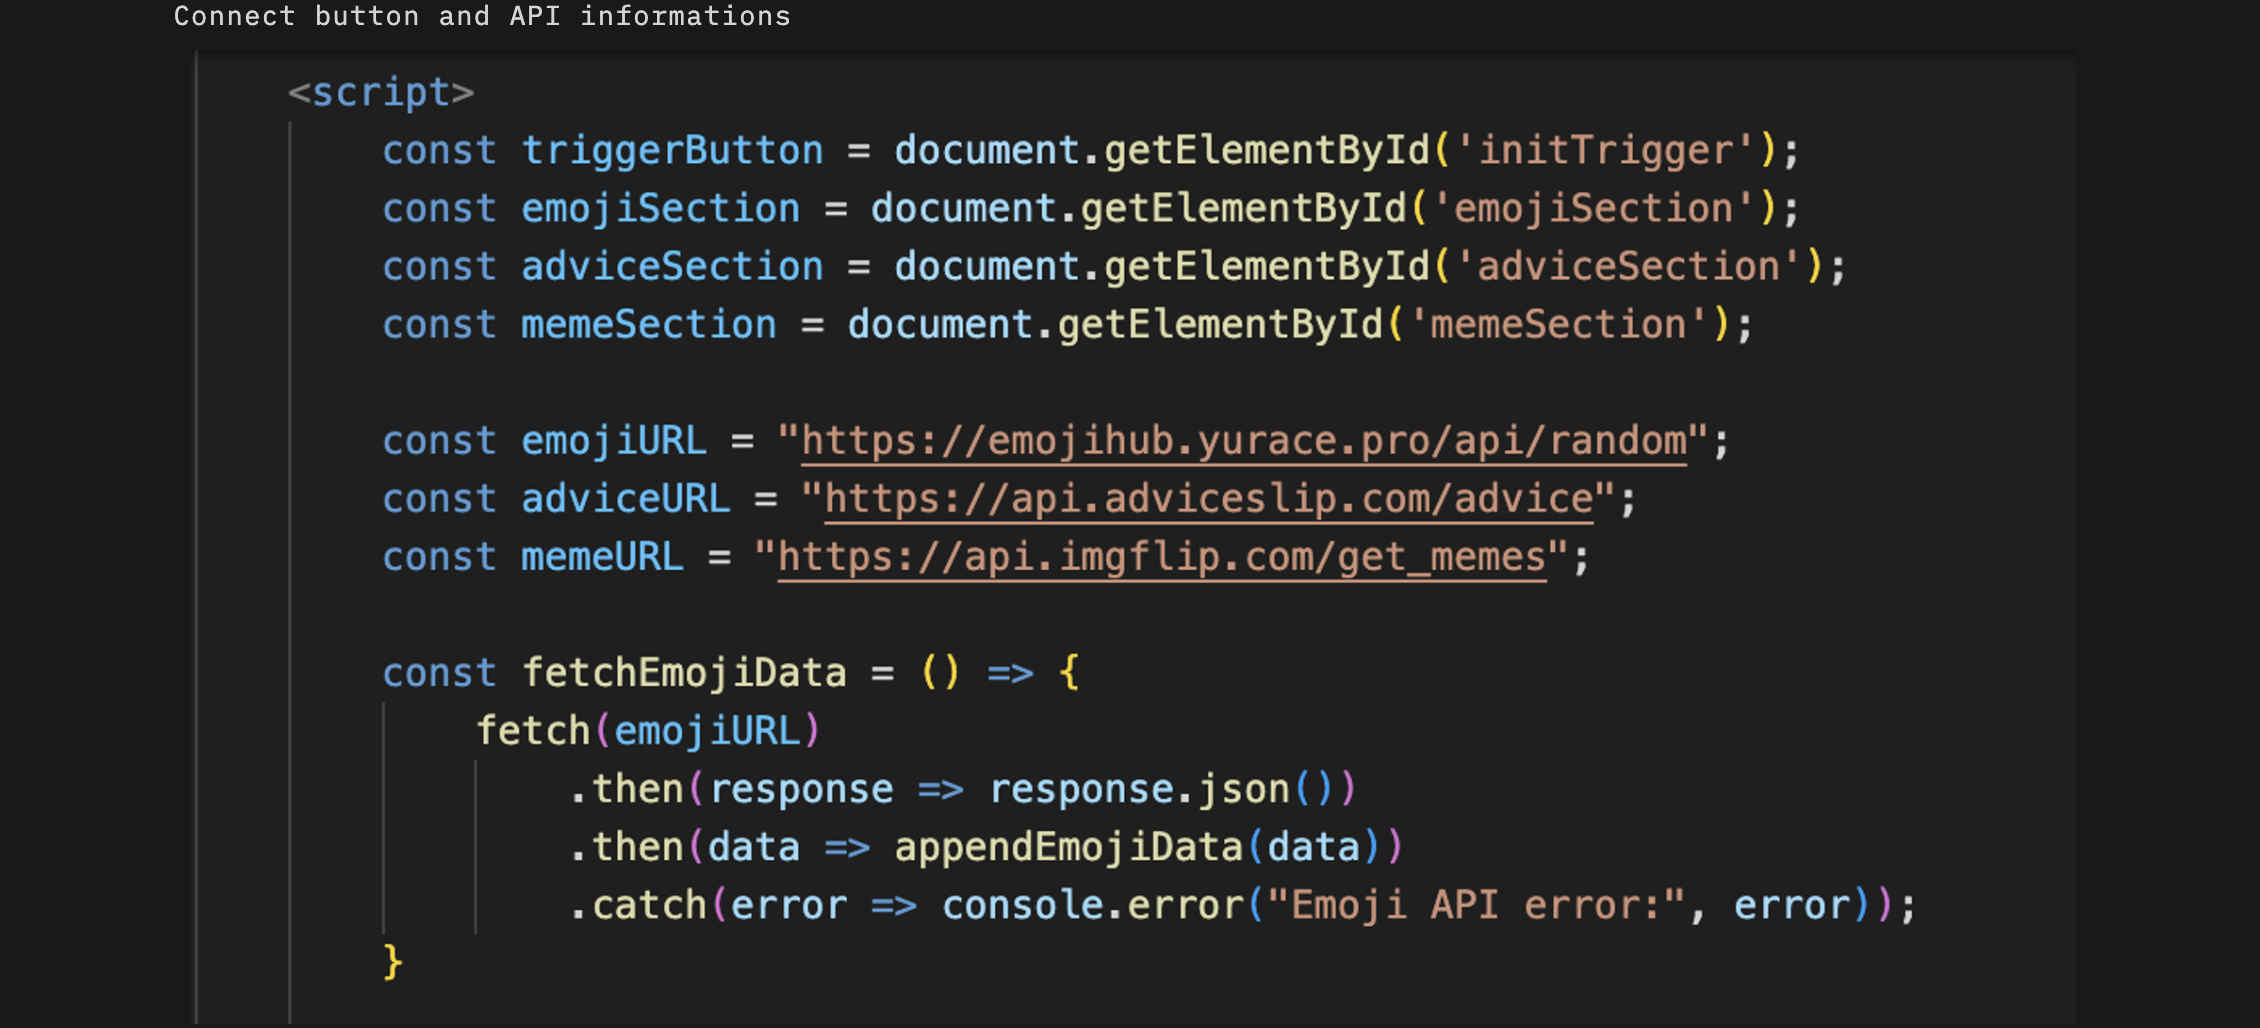 Connect button and API informations
<script>
const triggerButton = document.getElementById('initTrigger');
const emojiSection = document.getElementById('emojiSection');
const adviceSection = document.getElementById('adviceSection');
const memeSection = document.getElementById('memeSection');
const emojiURL = "https://emojihub.yurace.pro/api/random";
const adviceURL = "https://api.adviceslip.com/advice";
const memeURL = "https://api.imgflip.com/get_memes";
const fetchEmojiData = () => {
fetch(emojiURL)
.then(response => response.json())
.then(data => appendEmojiData(data))
.catch(error => console.error("Emoji API error:", error));
}